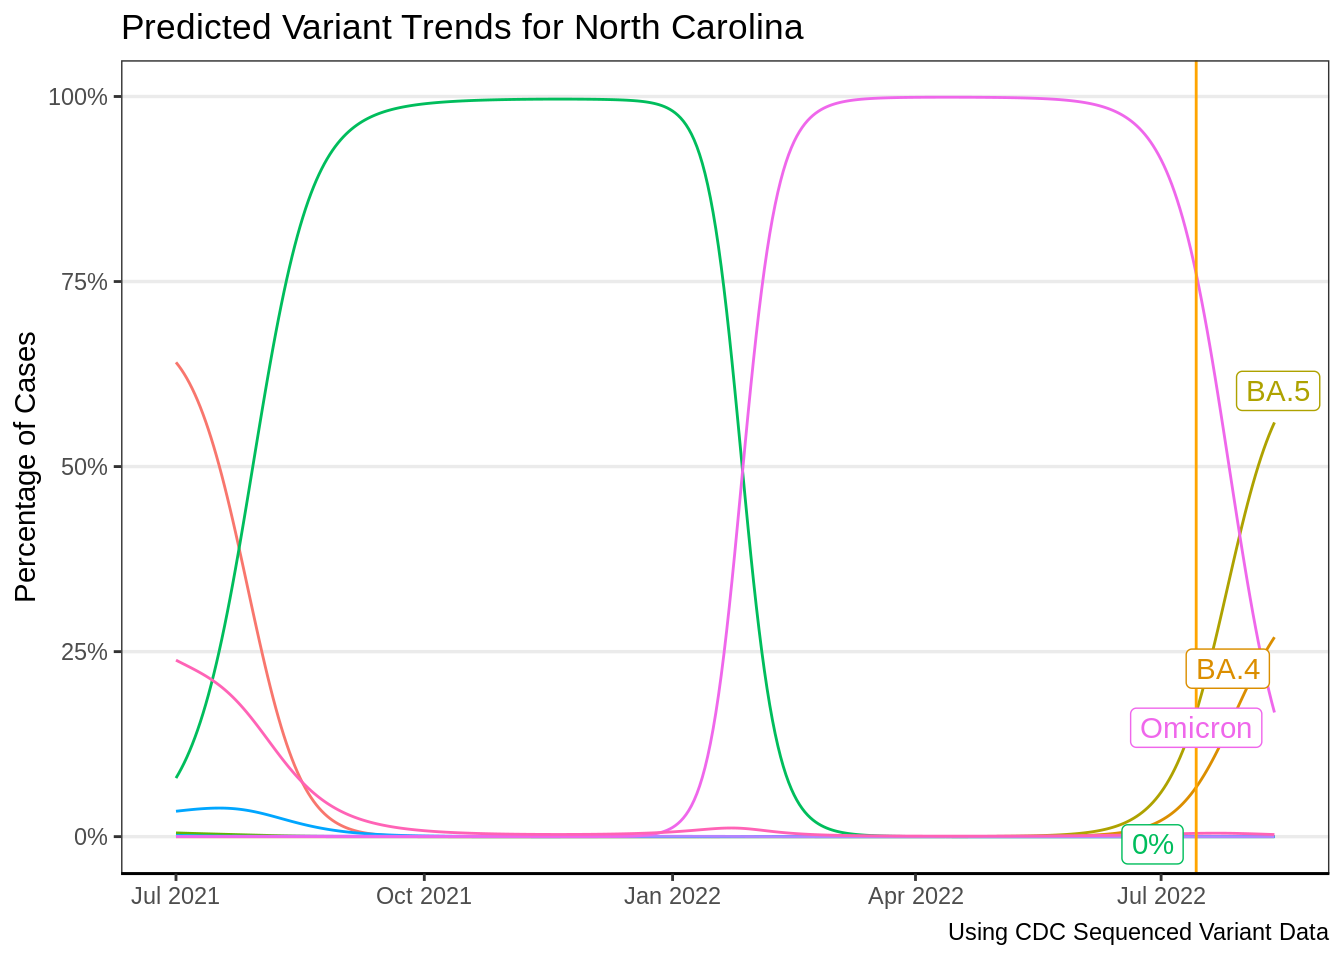 Predicted Variant Trends for North Carolina
Percentage of Cases
100%
75%
50%
25%
0%
BA.5
BA.4
Omicron
0%
Jul 2021
Oct 2021
Jan 2022
Apr 2022
Jul 2022
Using CDC Sequenced Variant Data